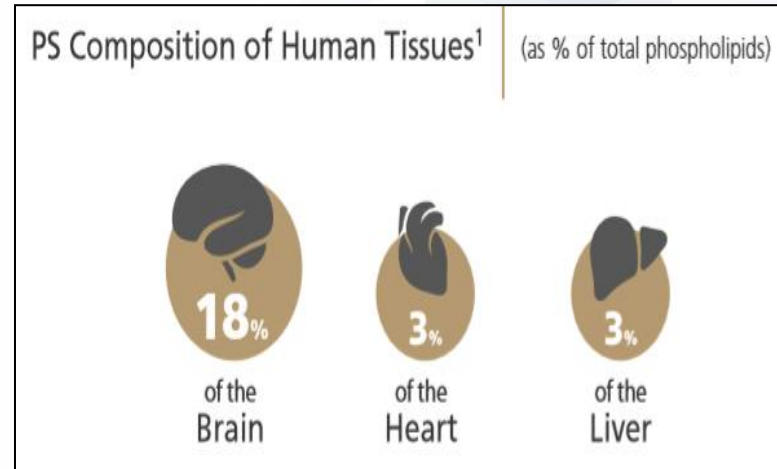 PS Composition of Human Tissues¹
(as % of total phospholipids)
18%
of the
Brain
3%
of the
Heart
3%
of the
Liver